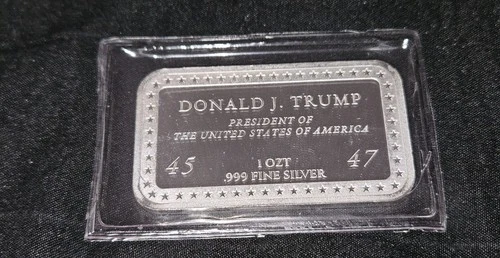 DONALD J. TRUMP
PRESIDENT OF
THE UNITED STATES OF AMERICA
45 1 OZT 47
.999 FINE SILVER